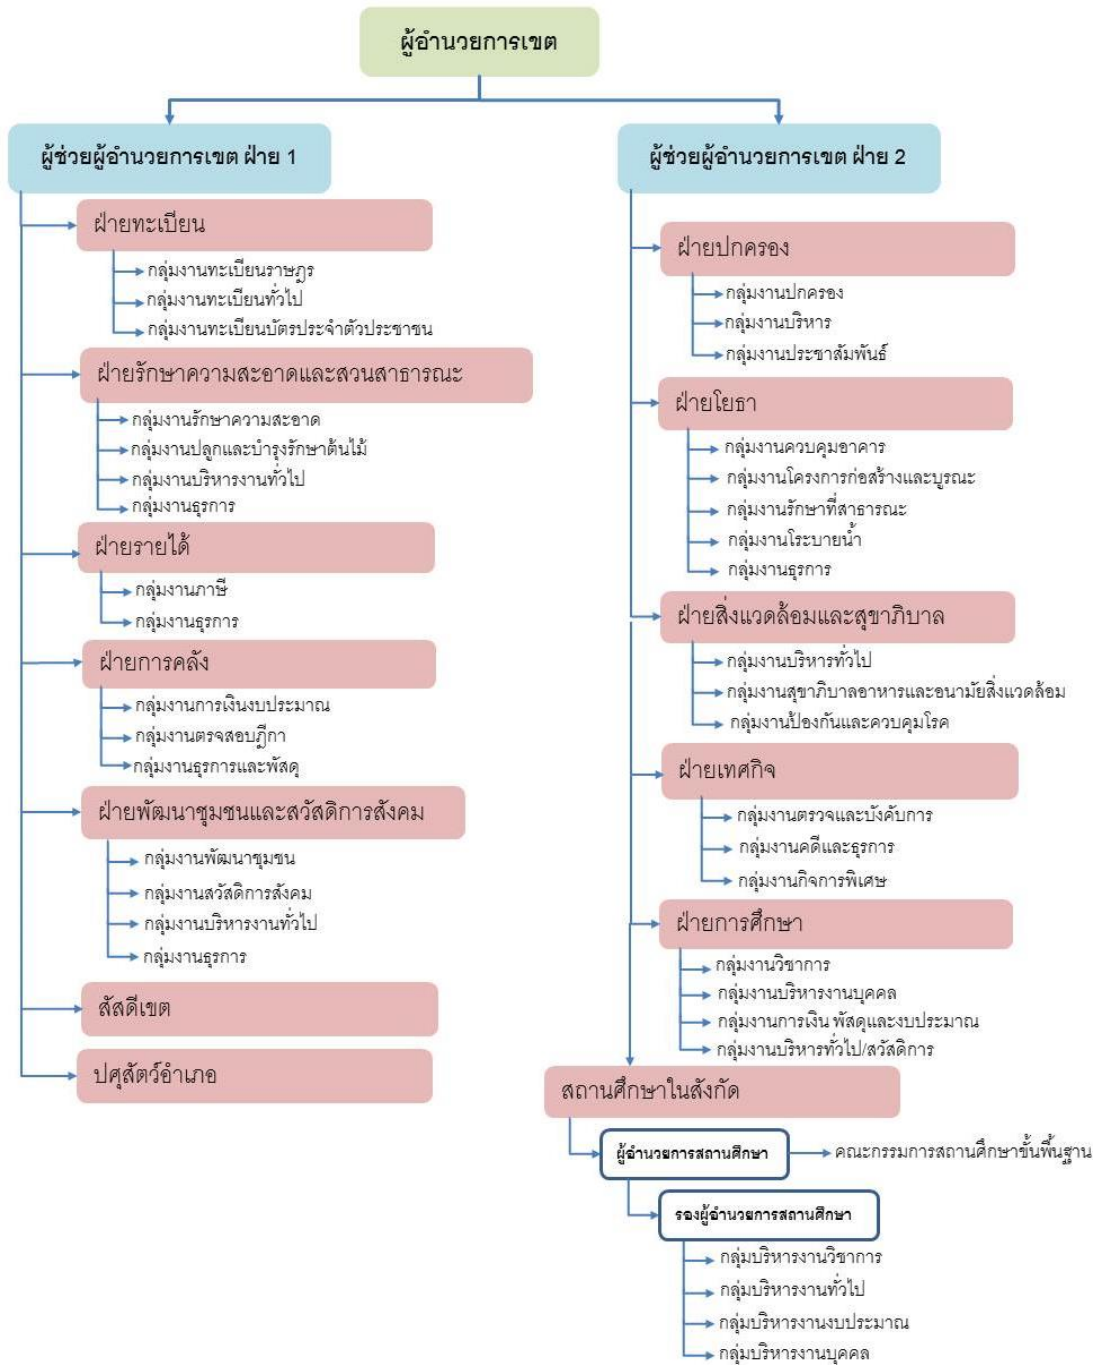 ผู้อำนวยการเขต
ผู้ช่วยผู้อำนวยการเขต ฝ่าย 1
ฝ่ายทะเบียน
กลุ่มงานทะเบียนราษฎร
กลุ่มงานทะเบียนทั่วไป
กลุ่มงานทะเบียนบัตรประจำตัวประชาชน
ฝ่ายรักษาความสะอาดและสวนสาธารณะ
กลุ่มงานรักษาความสะอาด
กลุ่มงานปลูกและบำรุงรักษาต้นไม้
กลุ่มงานบริหารงานทั่วไป
กลุ่มงานธุรการ
ฝ่ายรายได้
กลุ่มงานภาษี
กลุ่มงานธุรการ
ฝ่ายการคลัง
กลุ่มงานการเงินงบประมาณ
กลุ่มงานตรจสอบฎีกา
กลุ่มงานธุรการและพัสดุ
ฝ่ายพัฒนาชุมชนและสวัสดิการสังคม
กลุ่มงานพัฒนาชุมชน
กลุ่มงานสวัสดิการสังคม
กลุ่มงานบริหารงานทั่วไป
กลุ่มงานธุรการ
สัสดีเขต
ปศุสัตว์อำเภอ
ผู้ช่วยผู้อำนวยการเขต ฝ่าย 2
ฝ่ายปกครอง
กลุ่มงานปกครอง
กลุ่มงานบริหาร
กลุ่มงานประชาสัมพันธ์
ฝ่ายโยธา
กลุ่มงานควบคุมอาคาร
กลุ่มงานโครงการก่อสร้างและบูรณะ
กลุ่มงานรักษาที่สาธารณะ
กลุ่มงานโระบายน้ำ
กลุ่มงานธุรการ
ฝ่ายสิ่งแวดล้อมและสุขาภิบาล
กลุ่มงานบริหารทั่วไป
กลุ่มงานสุขาภิบาลอาหารและอนามัยสิ่งแวดล้อม
กลุ่มงานป้องกันและควบคุมโรค
ฝ่ายเทศกิจ
กลุ่มงานตรวจและบังคับการ
กลุ่มงานคดีและธุรการ
กลุ่มงานกิจการพิเศษ
ฝ่ายการศึกษา
กลุ่มงานวิชาการ
กลุ่มงานบริหารงานบุคคล
กลุ่มงานการเงิน พัสดุและงบประมาณ
กลุ่มงานบริหารทั่วไป/สวัสดิการ
สถานศึกษาในสังกัด
ผู้อำนวยการสถานศึกษา
คณะกรรมการสถานศึกษาขั้นพื้นฐาน
รองผู้อำนวยการสถานศึกษา
กลุ่มบริหารงานวิชาการ
กลุ่มบริหารงานทั่วไป
กลุ่มบริหารงานงบประมาณ
กลุ่มบริหารงานบุคคล